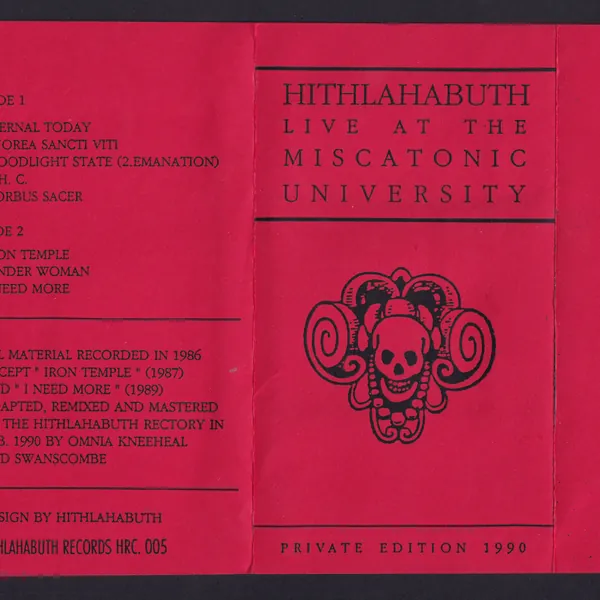 DE 1
ERNAL TODAY
OREA SANCTI VITI
OODLIGHT STATE (2.EMANATION)
H. C.
ORBUS SACER
DE 2
ON TEMPLE
NDER WOMAN
NEED MORE
L MATERIAL RECORDED IN 1986
CEPT " IRON TEMPLE " (1987)
D " I NEED MORE " (1989)
APTED, REMIXED AND MASTERED
THE HITHLAHABUTH RECTORY IN
B. 1990 BY OMNIA KNEEHEAL
D SWANSCOMBE
SIGN BY HITHLAHABUTH
HLAHABUTH RECORDS HRC. 005
HITHLAHABUTH
LIVE AT THE
MISCATONIC
UNIVERSITY
PRIVATE EDITION 1990